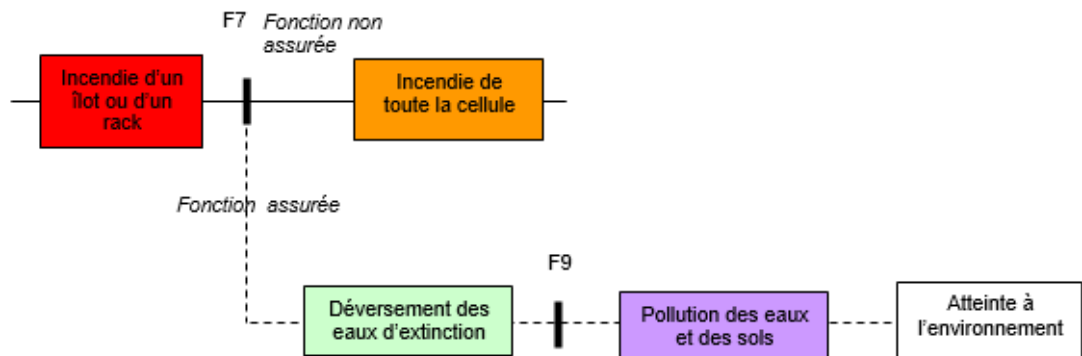 F7
Fonction non
assurée
Incendie d'un
îlot ou d'un
rack
Incendie de
toute la cellule
Fonction assurée
F9
Déversement des
eaux d'extinction
Pollution des eaux
et des sols
Atteinte à
l'environnement